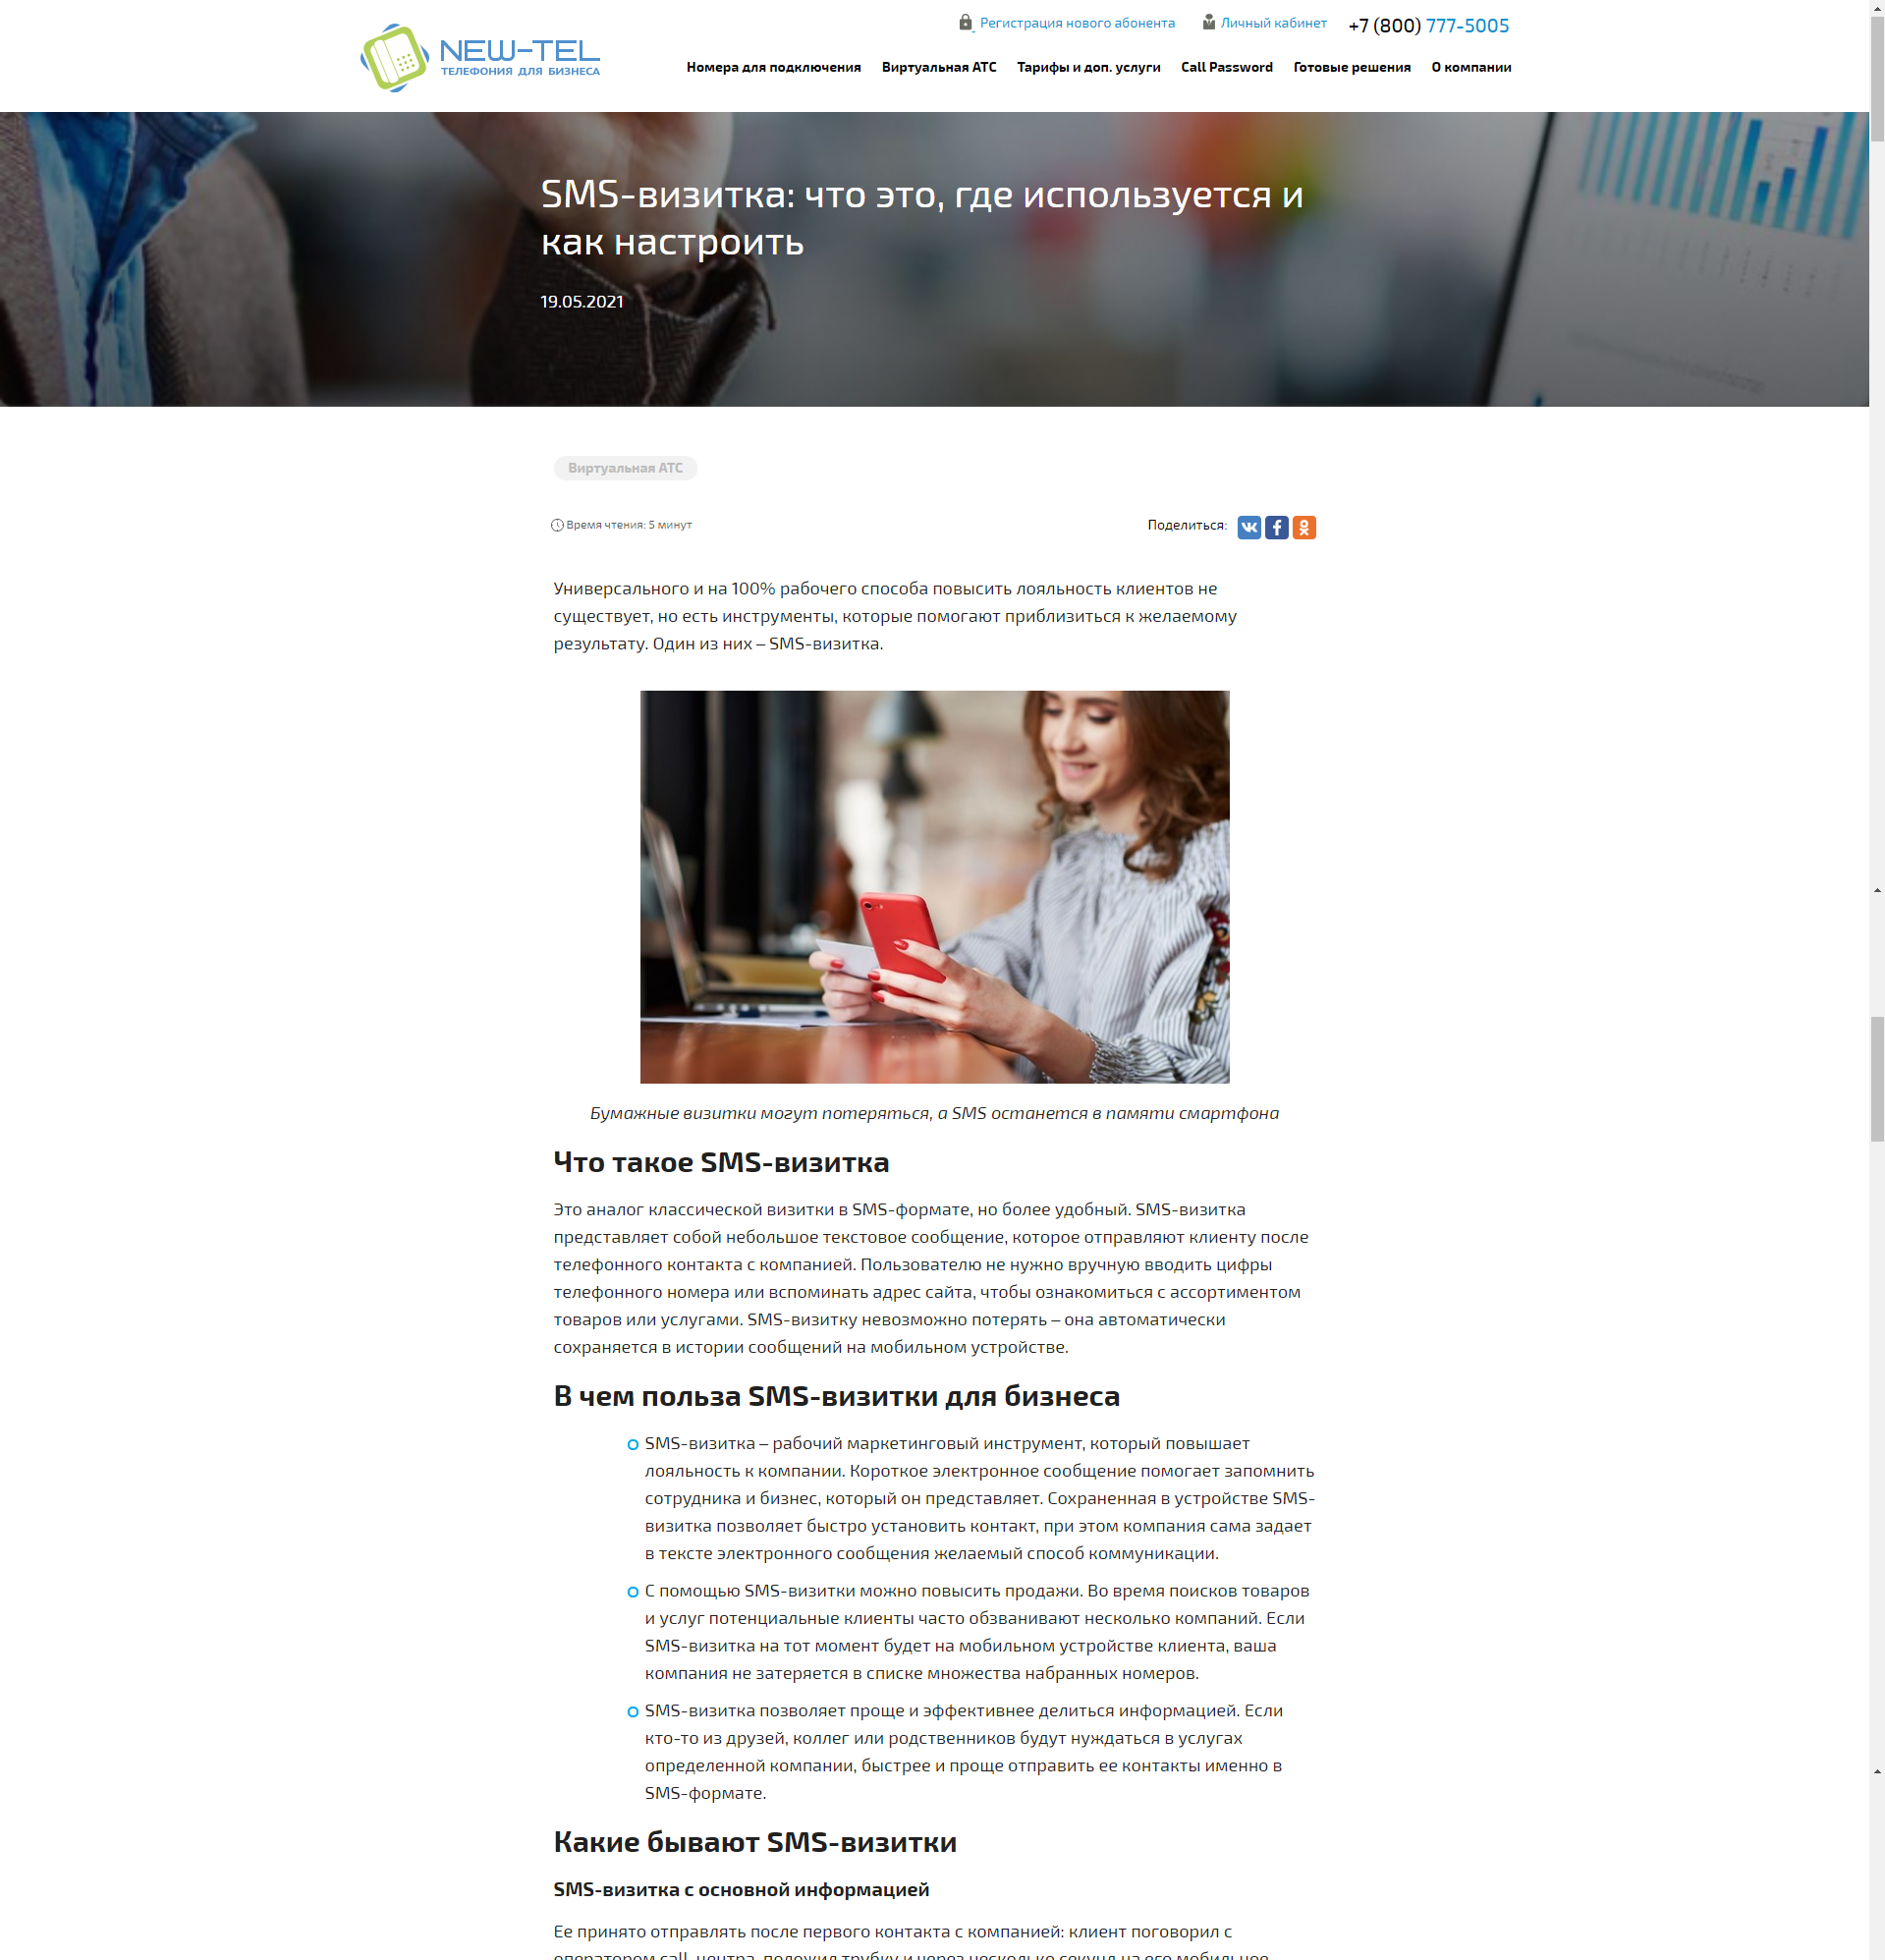 NEW-TEL
ТЕЛЕФОНИЯ ДЛЯ БИЗНЕСА
Регистрация нового абонента
Личный кабинет
+7 (800) 777-5005
Номера для подключения
Виртуальная АТС
Тарифы и доп. услуги
Call Password
Готовые решения
О компании
SMS-визитка: что это, где используется и
как настроить
19.05.2021
Виртуальная АТС
Время чтения: 5 минут
Поделиться:
Универсального и на 100% рабочего способа повысить лояльность клиентов не
существует, но есть инструменты, которые помогают приблизиться к желаемому
результату. Один из них – SMS-визитка.
Бумажные визитки могут потеряться, а SMS останется в памяти смартфона
Что такое SMS-визитка
Это аналог классической визитки в SMS-формате, но более удобный. SMS-визитка
представляет собой небольшое текстовое сообщение, которое отправляют клиенту после
телефонного контакта с компанией. Пользователю не нужно вручную вводить цифры
телефонного номера или вспоминать адрес сайта, чтобы ознакомиться с ассортиментом
товаров или услугами. SMS-визитку невозможно потерять – она автоматически
сохраняется в истории сообщений на мобильном устройстве.
В чем польза SMS-визитки для бизнеса
SMS-визитка – рабочий маркетинговый инструмент, который повышает
лояльность к компании. Короткое электронное сообщение помогает запомнить
сотрудника и бизнес, который он представляет. Сохраненная в устройстве SMS-
визитка позволяет быстро установить контакт, при этом компания сама задает
в тексте электронного сообщения желаемый способ коммуникации.
С помощью SMS-визитки можно повысить продажи. Во время поисков товаров
и услуг потенциальные клиенты часто обзванивают несколько компаний. Если
SMS-визитка на тот момент будет на мобильном устройстве клиента, ваша
компания не затеряется в списке множества набранных номеров.
SMS-визитка позволяет проще и эффективнее делиться информацией. Если
кто-то из друзей, коллег или родственников будут нуждаться в услугах
определенной компании, быстрее и проще отправить ее контакты именно в
SMS-формате.
Какие бывают SMS-визитки
SMS-визитка с основной информацией
Ее принято отправлять после первого контакта с компанией: клиент поговорил с
оператором call-центра, положил трубку и через несколько секунд на его мобильное